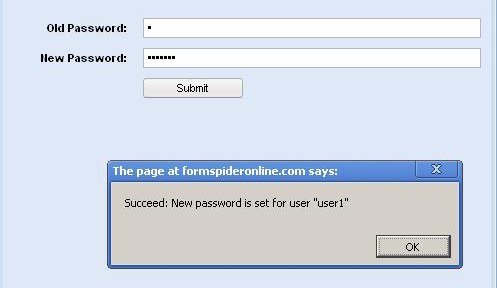 Old Password: •
New Password: •••••••
Submit
The page at formspideronline.com says:
Succeed: New password is set for user "user1"
OK